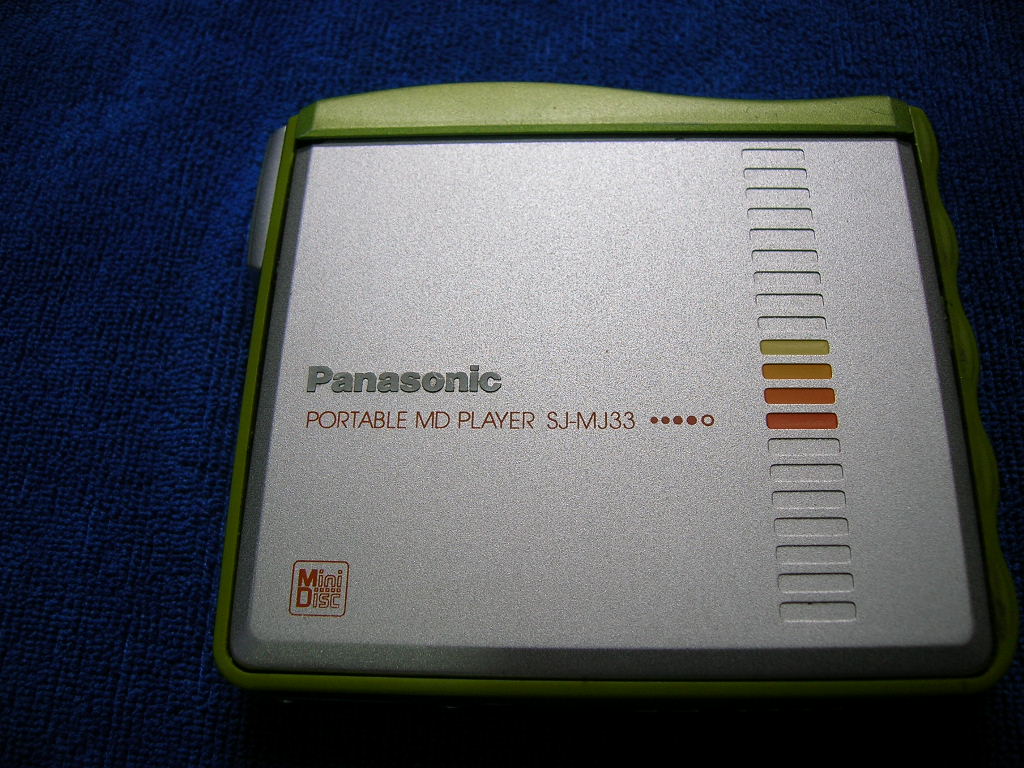 Panasonic
PORTABLE MD PLAYER SJ-MJ33
Mini
Disc